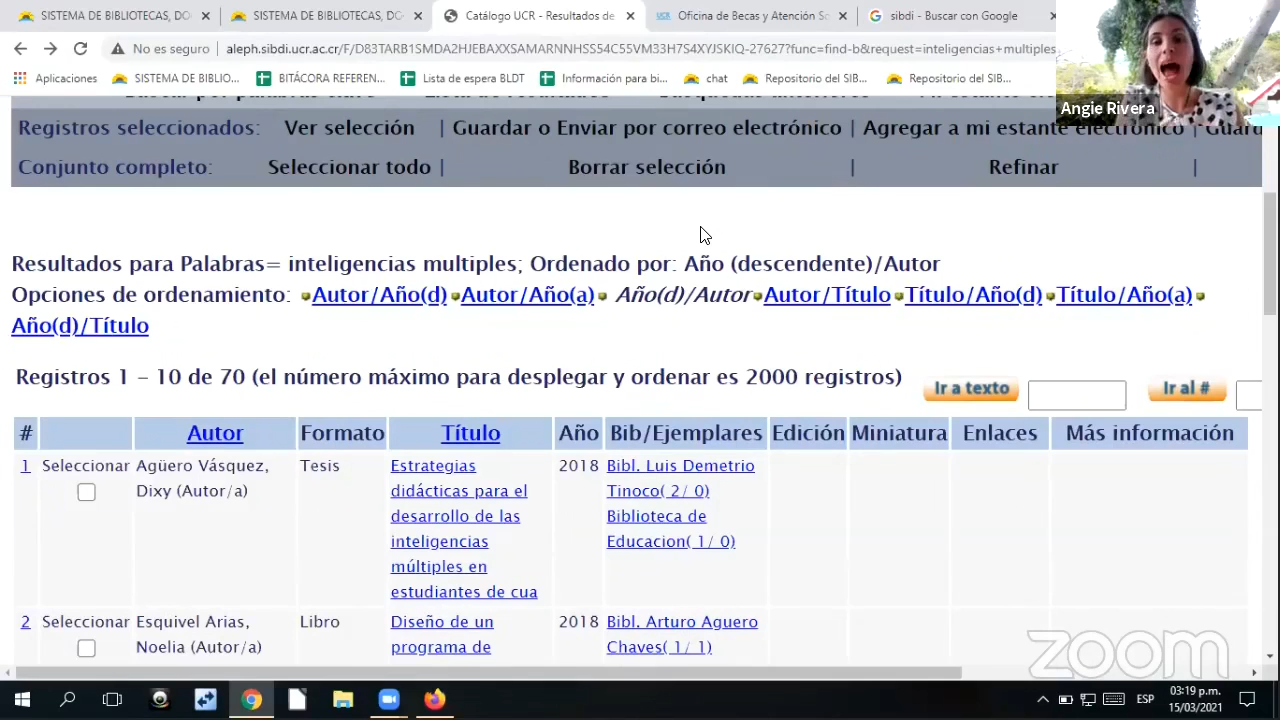 SISTEMA DE BIBLIOTECAS, DO
SISTEMA DE BIBLIOTECAS, DO
Catálogo UCR - Resultados de
Oficina de Becas y Atención So
sibdi - Buscar con Google
No es seguro
aleph.sibdi.ucr.ac.cr/F/D83TARB1SMDA2HJEBAXXSAMARNNHSS54C55VM33H7S4XYJSKIQ-27627?func=find-b&request=inteligencias+multiples
Aplicaciones
SISTEMA DE BIBLIO...
BITÁCORA REFEREN...
Lista de espera BLDT
Información para bi...
chat
Repositorio del SIB...
Repositorio del SIB...
Angie Rivera
Registros seleccionados: Ver selección | Guardar o Enviar por correo electrónico | Agregar a mi estante electrónico | Guard
Conjunto completo: Seleccionar todo | Borrar selección | Refinar |
Resultados para Palabras= inteligencias multiples; Ordenado por: Año (descendente)/Autor
Opciones de ordenamiento: Autor/Año(d) Autor/Año(a) Año(d)/Autor Autor/Título Título/Año(d) Título/Año(a)
Año(d)/Título
Registros 1 - 10 de 70 (el número máximo para desplegar y ordenar es 2000 registros)
Ir a texto
Ir al #
# Autor Formato Título Año Bib/Ejemplares Edición Miniatura Enlaces Más información
1 Seleccionar Agüero Vásquez, Tesis Estrategias 2018 Bibl. Luis Demetrio
Dixy (Autor/a) didácticas para el Tinoco( 2/ 0)
desarrollo de las Biblioteca de
inteligencias Educacion( 1/ 0)
múltiples en
estudiantes de cua
2 Seleccionar Esquivel Arias, Libro Diseño de un 2018 Bibl. Arturo Aguero
Noelia (Autor/a) programa de Chaves( 1/ 1)
zoom
ESP
03:19 p.m.
15/03/2021